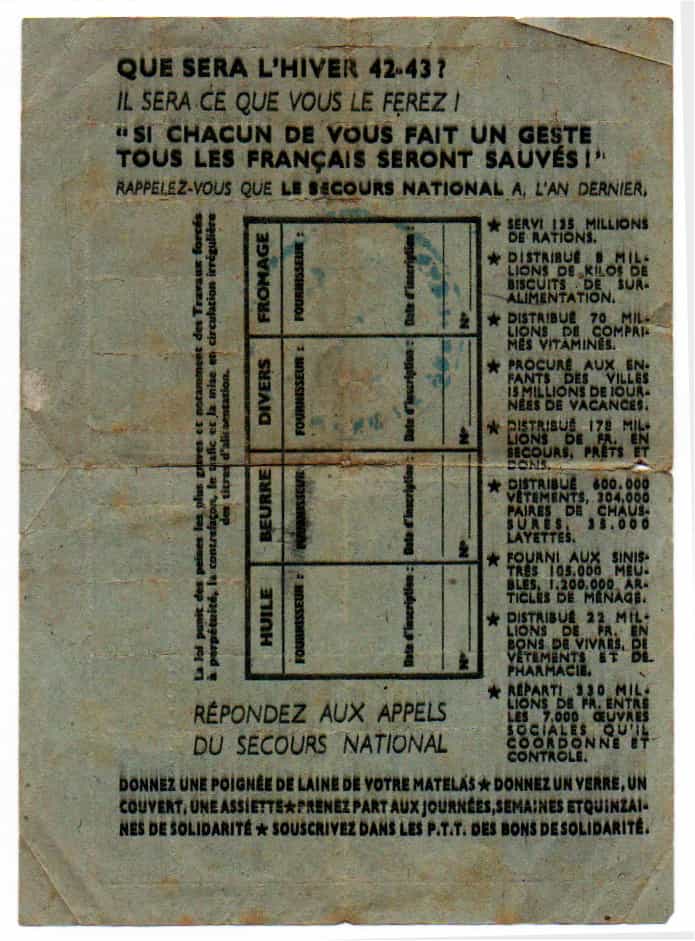 QUE SERA L'HIVER 42-43 ?
IL SERA CE QUE VOUS LE FEREZ !
"SI CHACUN DE VOUS FAIT UN GESTE
TOUS LES FRANÇAIS SERONT SAUVÉS !"
RAPPELEZ-VOUS QUE LE SECOURS NATIONAL A, L'AN DERNIER,
La loi punit des peines les plus graves et notamment des Travaux forcés
à perpétuité, la contrefaçon, le trafic et la mise en circulation irrégulière
des titres d'alimentation.
FROMAGE
FOURNISSEUR :
Date d'inscription :
N°
DIVERS
FOURNISSEUR :
Date d'inscription :
N°
BEURRE
FOURNISSEUR
Date d'inscription :
N°
HUILE
FOURNISSEUR :
Date d'inscription :
N°
★ SERVI 135 MILLIONS
DE RATIONS.
★ DISTRIBUÉ 8 MIL-
LIONS DE KILOS DE
BISCUITS DE SUR-
ALIMENTATION.
★ DISTRIBUÉ 70 MIL-
LIONS DE COMPRI-
MÉS VITAMINÉS.
★ PROCURÉ AUX EN-
FANTS DES VILLES
15 MILLIONS DE JOUR-
NÉES DE VACANCES.
★ DISTRIBUÉ 178 MIL-
LIONS DE FR. EN
SECOURS, PRÊTS ET
DONS.
★ DISTRIBUÉ 600.000
VÊTEMENTS, 204.000
PAIRES DE CHAUS-
SURES, 35.000
LAYETTES.
★ FOURNI AUX SINIS-
TRÉS 105.000 MEU-
BLES, 1.200.000 AR-
TICLES DE MÉNAGE.
★ DISTRIBUÉ 22 MIL-
LIONS DE FR. EN
BONS DE VIVRES, DE
VÊTEMENTS ET DE
PHARMACIE.
★ RÉPARTI 330 MIL-
LIONS DE FR. ENTRE
LES 7.000 ŒUVRES
SOCIALES QU'IL
COORDONNE ET
CONTROLE.
RÉPONDEZ AUX APPELS
DU SECOURS NATIONAL
DONNEZ UNE POIGNÉE DE LAINE DE VOTRE MATELAS ★ DONNEZ UN VERRE, UN
COUVERT, UNE ASSIETTE ★ PRENEZ PART AUX JOURNÉES, SEMAINES ET QUINZAI-
NES DE SOLIDARITÉ ★ SOUSCRIVEZ DANS LES P.T.T. DES BONS DE SOLIDARITÉ.